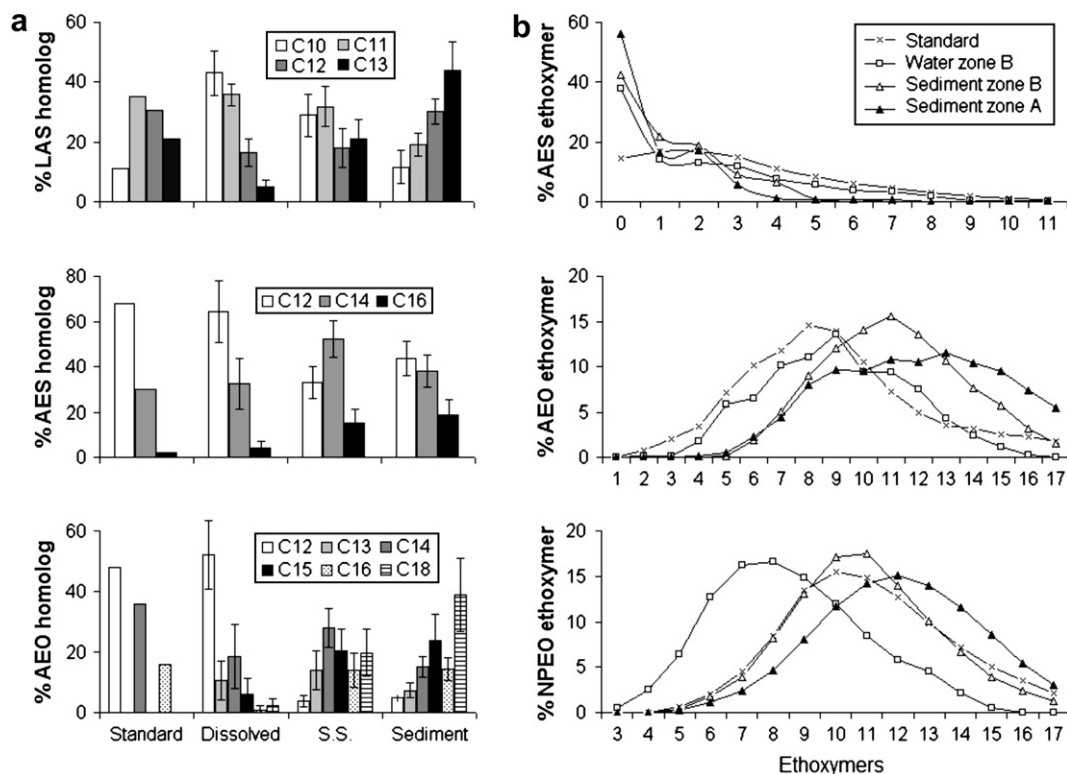 a
%LAS homolog
60
40
20
0
C10 C11
C12 C13
%AES homolog
80
60
40
20
0
C12 C14 C16
%AEO homolog
60
40
20
0
C12 C13 C14
C15 C16 C18
Standard Dissolved S.S. Sediment
b
%AES ethoxymer
60
40
20
0
Standard
Water zone B
Sediment zone B
Sediment zone A
0 1 2 3 4 5 6 7 8 9 10 11
%AEO ethoxymer
20
15
10
5
0
1 2 3 4 5 6 7 8 9 10 11 12 13 14 15 16 17
%NPEO ethoxymer
20
15
10
5
0
3 4 5 6 7 8 9 10 11 12 13 14 15 16 17
Ethoxymers